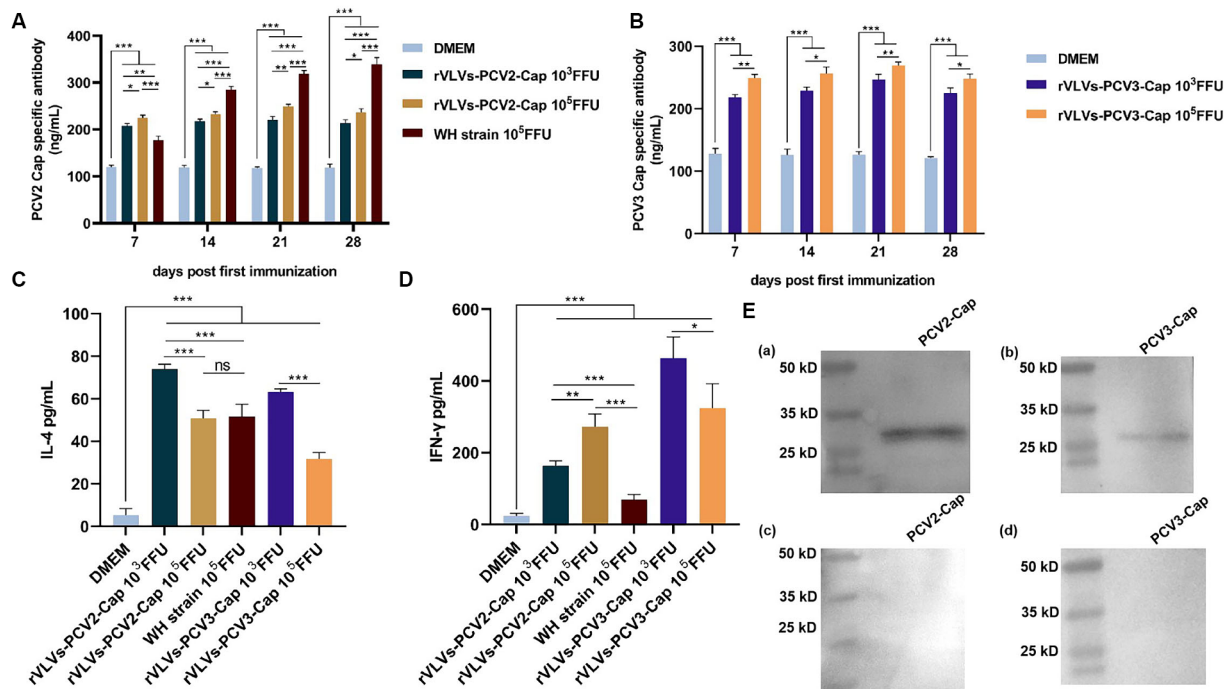 A
PCV2 Cap specific antibody
(ng/mL)
400
300
200
100
0
***
***
**
*
***
***
***
*
***
***
***
**
***
***
***
***
*
***
7
14
21
28
days post first immunization
DMEM
rVLVs-PCV2-Cap 10³FFU
rVLVs-PCV2-Cap 10⁵FFU
WH strain 10⁵FFU
B
PCV3 Cap specific antibody
(ng/mL)
300
200
100
0
***
**
***
*
***
**
***
*
7
14
21
28
days post first immunization
DMEM
rVLVs-PCV3-Cap 10³FFU
rVLVs-PCV3-Cap 10⁵FFU
C
IL-4 pg/mL
100
80
60
40
20
0
***
***
***
ns
***
DMEM
rVLVs-PCV2-Cap 10³FFU
rVLVs-PCV2-Cap 10⁵FFU
WH strain 10⁵FFU
rVLVs-PCV3-Cap 10³FFU
rVLVs-PCV3-Cap 10⁵FFU
D
IFN-γ pg/mL
600
400
200
0
***
*
***
**
***
DMEM
rVLVs-PCV2-Cap 10³FFU
rVLVs-PCV2-Cap 10⁵FFU
WH strain 10⁵FFU
rVLVs-PCV3-Cap 10³FFU
rVLVs-PCV3-Cap 10⁵FFU
E
(a)
PCV2-Cap
50 kD
35 kD
25 kD
(b)
PCV3-Cap
50 kD
35 kD
25 kD
(c)
PCV2-Cap
50 kD
35 kD
25 kD
(d)
PCV3-Cap
50 kD
35 kD
25 kD